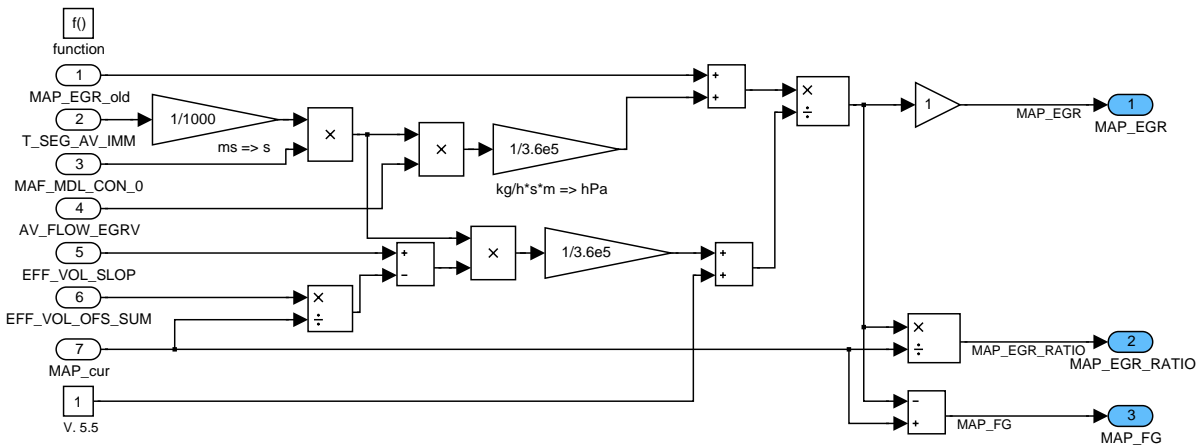 f()
function
1
MAP_EGR_old
2
T_SEG_AV_IMM
3
MAF_MDL_CON_0
4
AV_FLOW_EGRV
5
EFF_VOL_SLOP
6
EFF_VOL_OFS_SUM
7
MAP_cur
1
V. 5.5
1/1000
ms => s
×
×
1/3.6e5
kg/h*s*m => hPa
+
−
×
÷
×
1/3.6e5
+
+
+
+
×
÷
1
MAP_EGR
1
MAP_EGR
×
÷
MAP_EGR_RATIO
2
MAP_EGR_RATIO
−
+
MAP_FG
3
MAP_FG